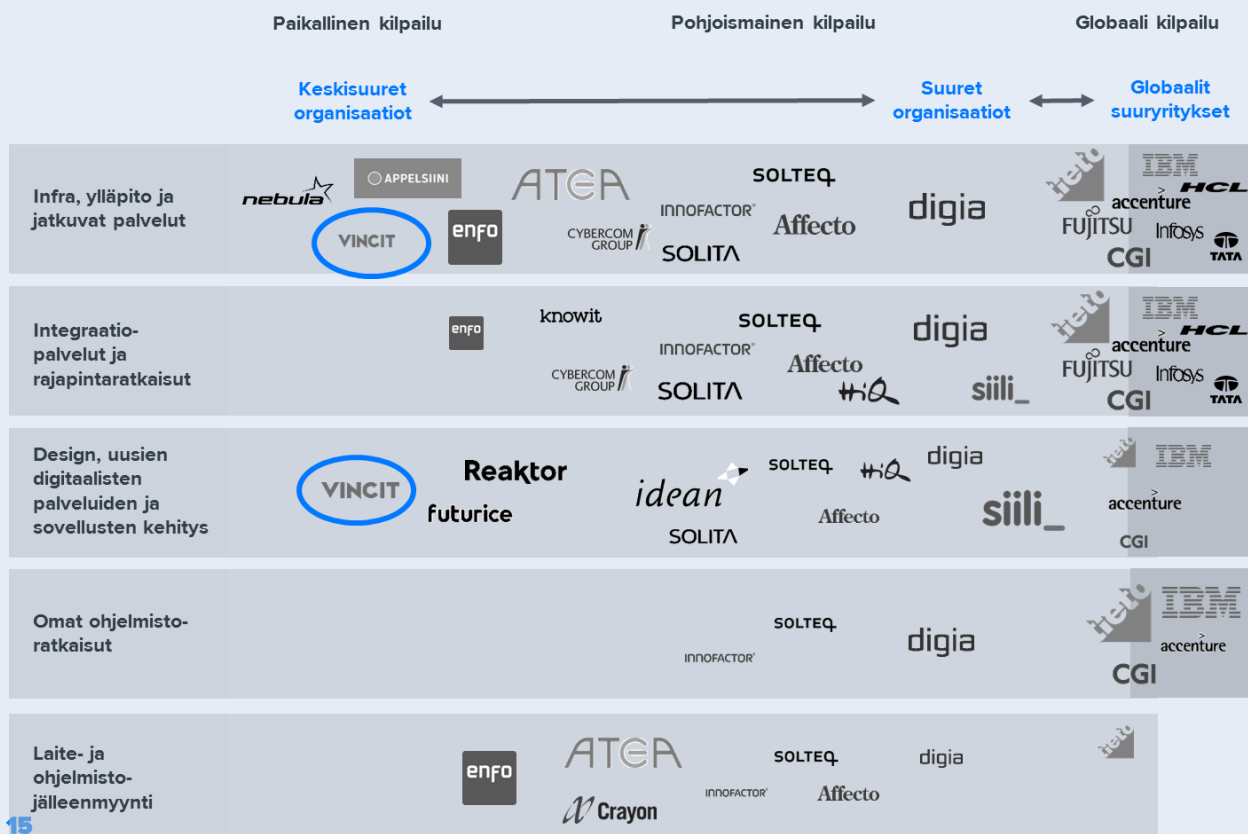 Paikallinen kilpailu
Pohjoismainen kilpailu
Globaali kilpailu
Keskisuuret
organisaatiot
Suuret
organisaatiot
Globaalit
suuryritykset
Infra, ylläpito ja
jatkuvat palvelut
nebula
APPELSIINI
VINCIT
enfo
ATEA
CYBERCOM
GROUP
SOLTEQ
INNOFACTOR
Affecto
SOLITA
digia
tieto
IBM
HCL
accenture
FUJITSU
Infosys
CGI
TATA
Integraatio-
palvelut ja
rajapintaratkaisut
enfo
knowit
CYBERCOM
GROUP
SOLTEQ
INNOFACTOR
Affecto
SOLITA
HiQ
digia
siili_
tieto
IBM
HCL
accenture
FUJITSU
Infosys
CGI
TATA
Design, uusien
digitaalisten
palveluiden ja
sovellusten kehitys
VINCIT
Reaktor
futurice
idean
SOLITA
SOLTEQ
HiQ
Affecto
digia
siili_
tieto
IBM
accenture
CGI
Omat ohjelmisto-
ratkaisut
SOLTEQ
INNOFACTOR
digia
tieto
IBM
accenture
CGI
Laite- ja
ohjelmisto-
jälleenmyynti
enfo
ATEA
Crayon
SOLTEQ
INNOFACTOR
Affecto
digia
tieto
15